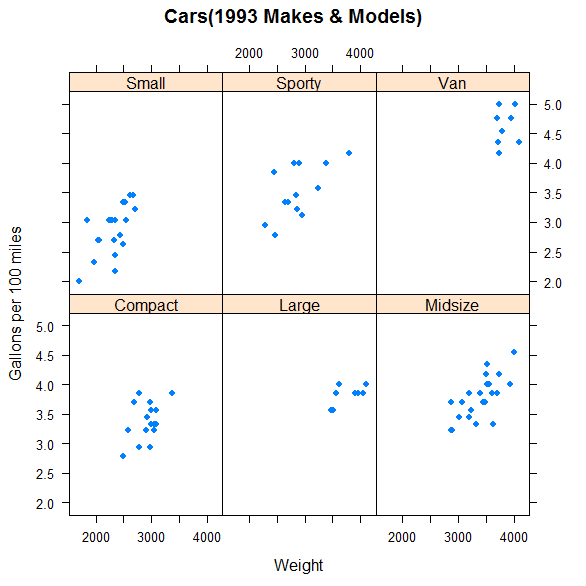 Cars(1993 Makes & Models)
2000 3000 4000
Small Sporty Van
5.0
4.5
4.0
3.5
3.0
2.5
2.0
Gallons per 100 miles
Compact Large Midsize
5.0
4.5
4.0
3.5
3.0
2.5
2.0
2000 3000 4000 2000 3000 4000
Weight